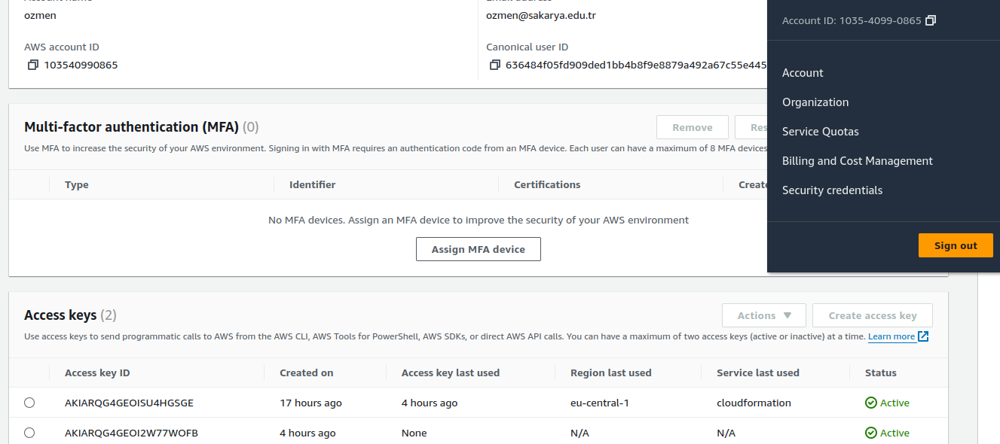 Account name
ozmen
Email address
ozmen@sakarya.edu.tr
AWS account ID
103540990865
Canonical user ID
636484f05fd909ded1bb4b8f9e8879a492a67c55e445
Account ID: 1035-4099-0865
Account
Organization
Service Quotas
Billing and Cost Management
Security credentials
Sign out
Multi-factor authentication (MFA) (0)
Remove
Res
Use MFA to increase the security of your AWS environment. Signing in with MFA requires an authentication code from an MFA device. Each user can have a maximum of 8 MFA devices
Type
Identifier
Certifications
Create
No MFA devices. Assign an MFA device to improve the security of your AWS environment
Assign MFA device
Access keys (2)
Actions
Create access key
Use access keys to send programmatic calls to AWS from the AWS CLI, AWS Tools for PowerShell, AWS SDKs, or direct AWS API calls. You can have a maximum of two access keys (active or inactive) at a time. Learn more
Access key ID
Created on
Access key last used
Region last used
Service last used
Status
AKIARQG4GEOISU4HGSGE
17 hours ago
4 hours ago
eu-central-1
cloudformation
Active
AKIARQG4GEOI2W77WOFB
4 hours ago
None
N/A
N/A
Active